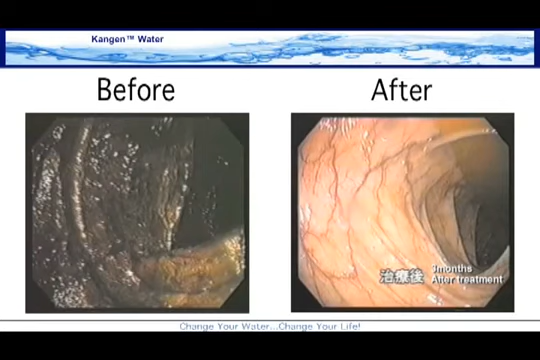 Kangen™ Water
Before
After
治療後
3months
After treatment
Change Your Water...Change Your Life!